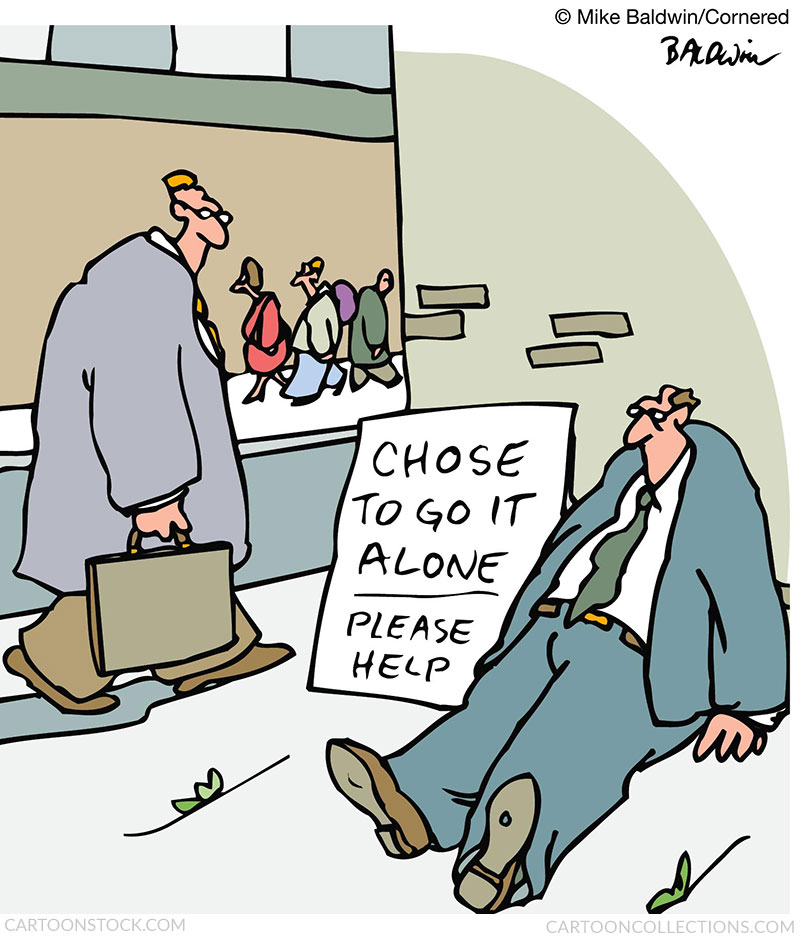 © Mike Baldwin/Cornered
BALDWIN
CHOSE
TO GO IT
ALONE
PLEASE
HELP
CARTOONSTOCK.COM
CARTOONCOLLECTIONS.COM